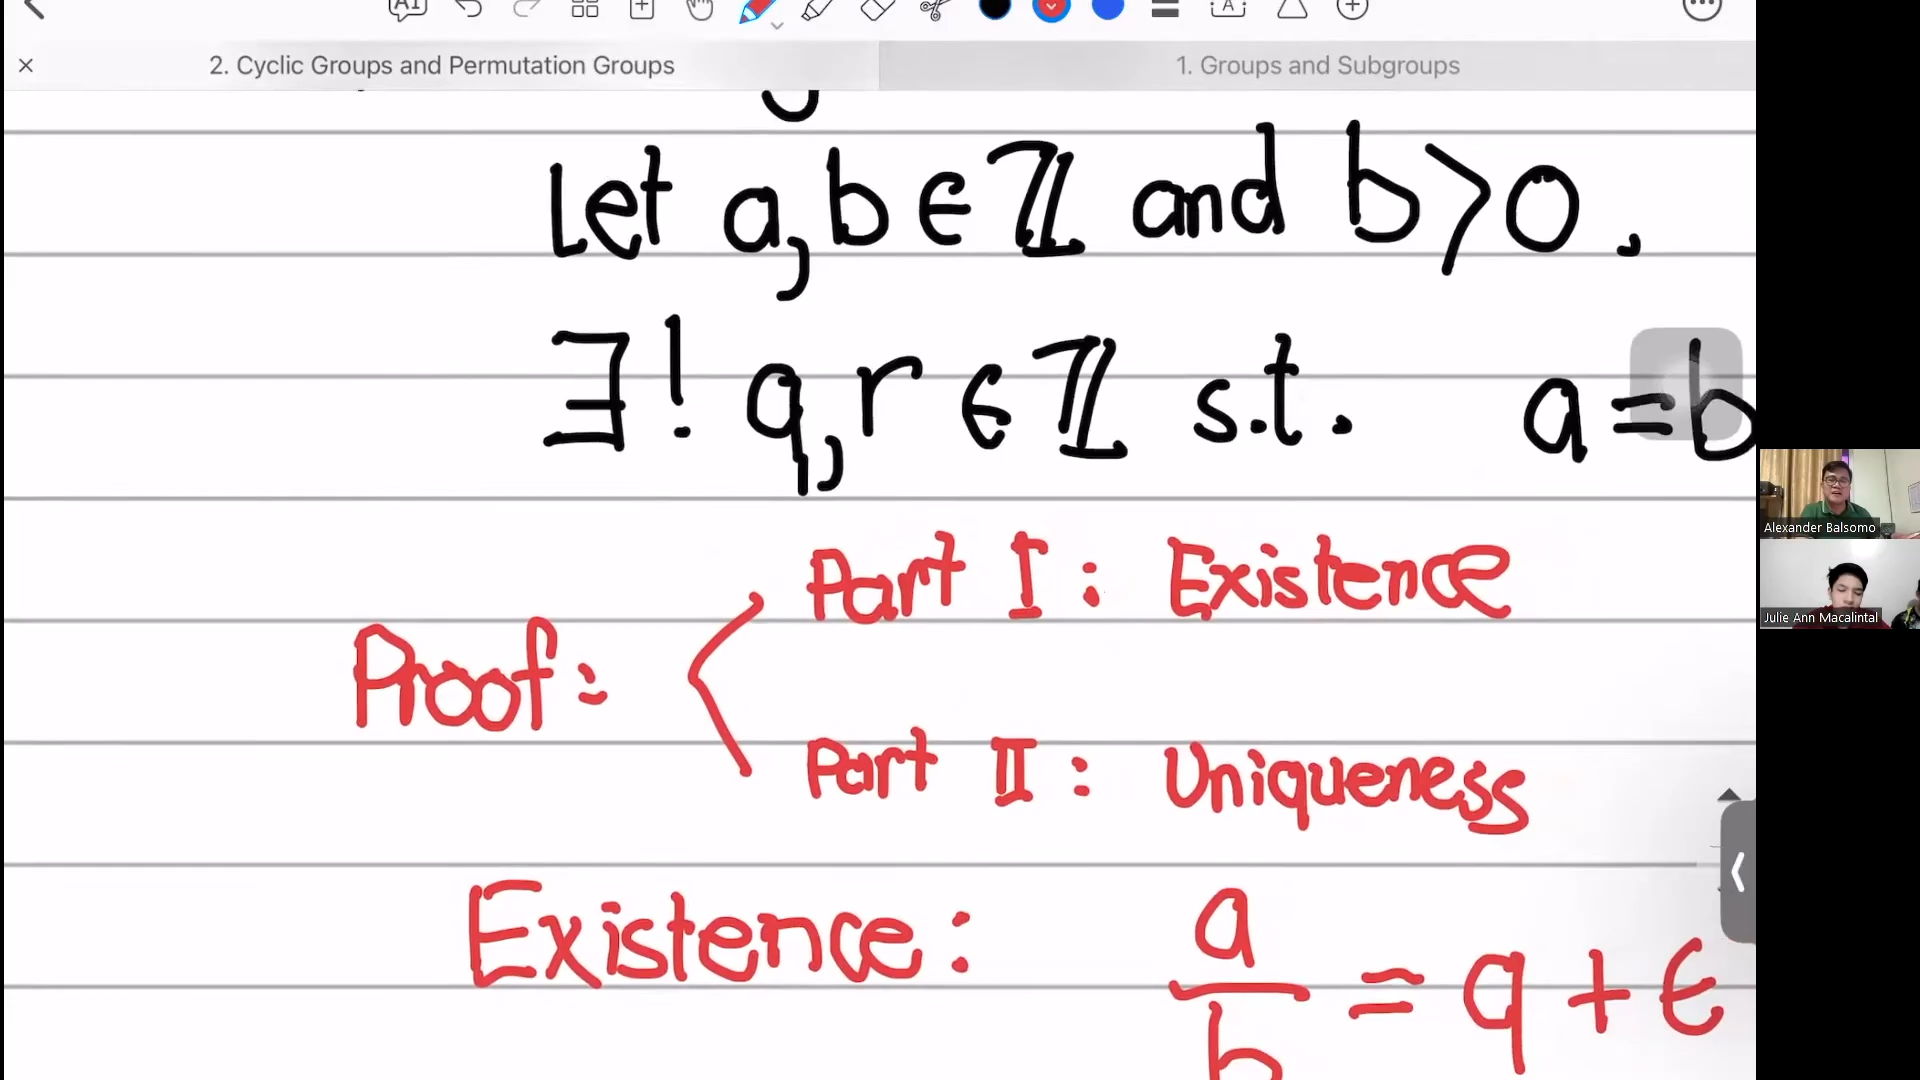 2. Cyclic Groups and Permutation Groups
1. Groups and Subgroups
Let a, b ∈ ℤ and b > 0.
∃! q, r ∈ ℤ s.t. a = b
Part I : Existence
Proof:
Part II : Uniqueness
Existence: a/b = q + ϵ
Alexander Balsomo
Julie Ann Macalintal